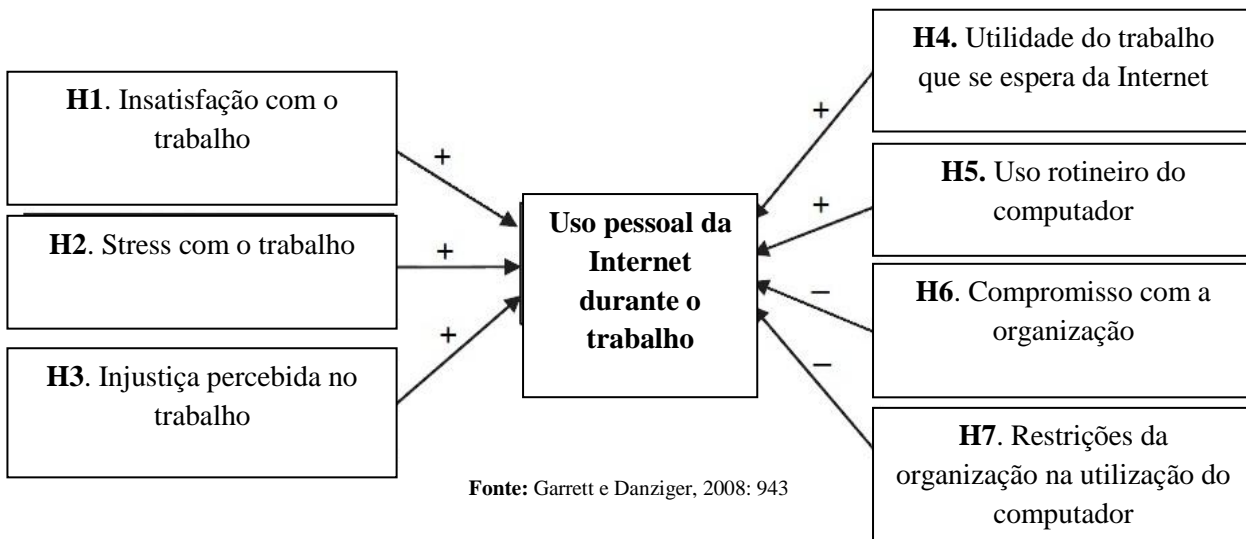 H1. Insatisfação com o
trabalho
+
H2. Stress com o trabalho
+
H3. Injustiça percebida no
trabalho
+
Uso pessoal da
Internet
durante o
trabalho
H4. Utilidade do trabalho
que se espera da Internet
+
H5. Uso rotineiro do
computador
+
H6. Compromisso com a
organização
–
H7. Restrições da
organização na utilização do
computador
–
Fonte: Garrett e Danziger, 2008: 943